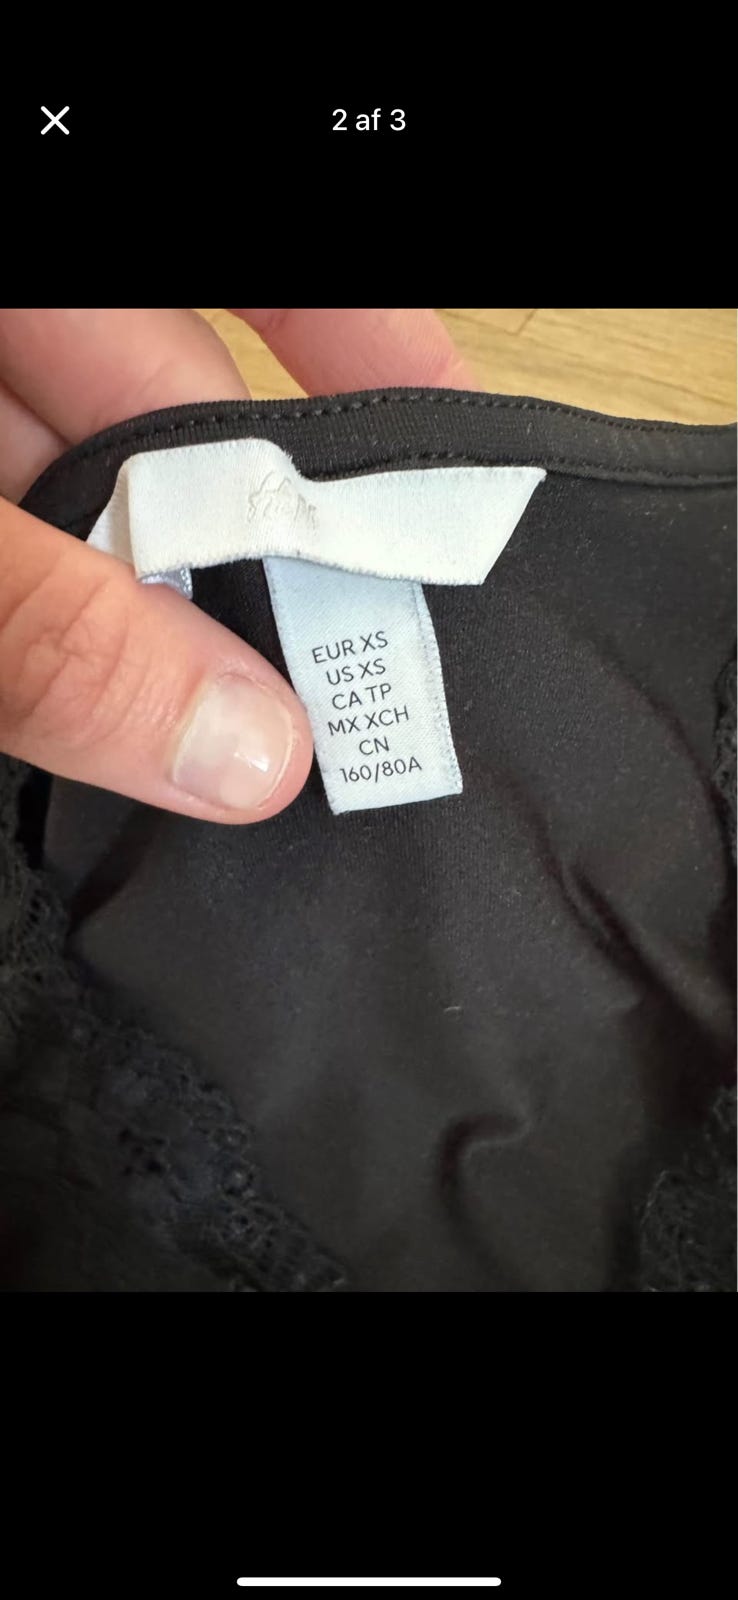 2 af 3
EUR XS
US XS
CA TP
MX XCH
CN
160/80A